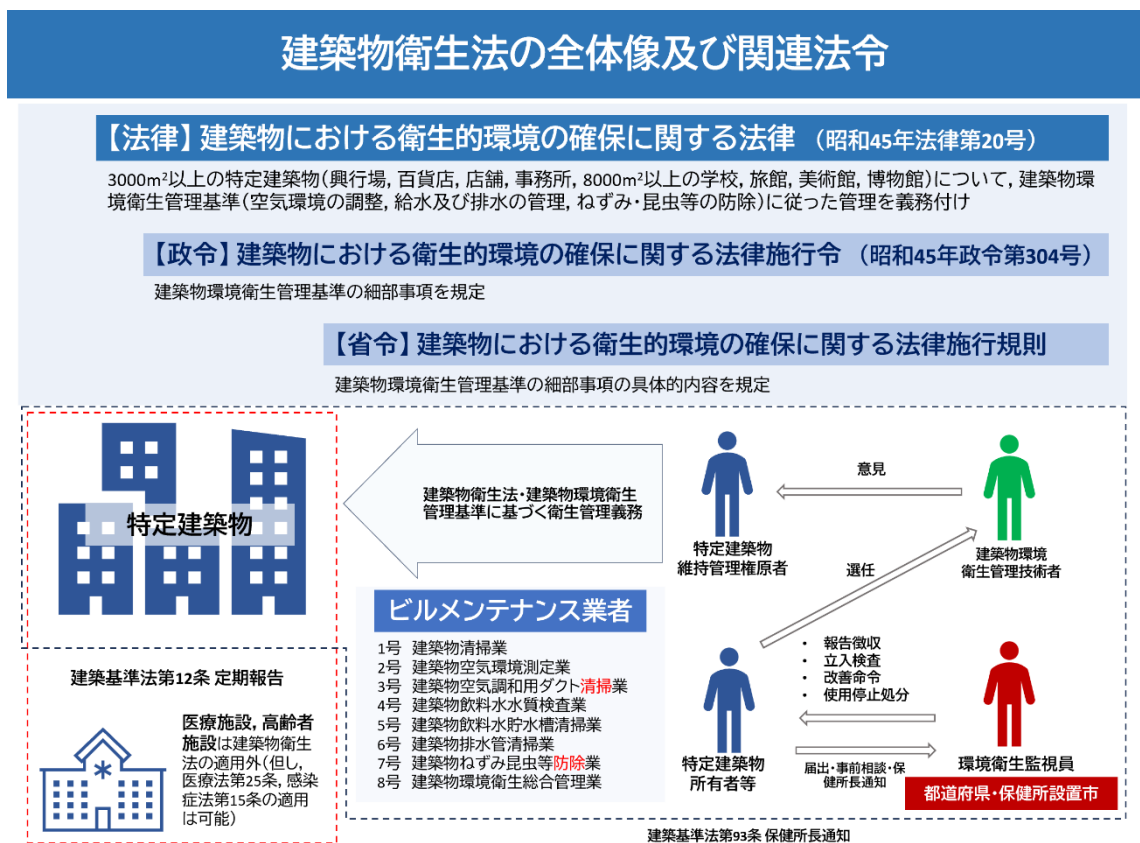 建築物衛生法の全体像及び関連法令
【法律】建築物における衛生的環境の確保に関する法律 （昭和45年法律第20号）
3000m²以上の特定建築物（興行場, 百貨店, 店舗, 事務所, 8000m²以上の学校, 旅館, 美術館, 博物館）について, 建築物環
境衛生管理基準（空気環境の調整, 給水及び排水の管理, ねずみ・昆虫等の防除）に従った管理を義務付け
【政令】建築物における衛生的環境の確保に関する法律施行令 （昭和45年政令第304号）
建築物環境衛生管理基準の細部事項を規定
【省令】建築物における衛生的環境の確保に関する法律施行規則
建築物環境衛生管理基準の細部事項の具体的内容を規定
特定建築物
建築物衛生法・建築物環境衛生
管理基準に基づく衛生管理義務
特定建築物
維持管理権原者
意見
建築物環境
衛生管理技術者
選任
ビルメンテナンス業者
1号 建築物清掃業
2号 建築物空気環境測定業
3号 建築物空気調和用ダクト清掃業
4号 建築物飲料水水質検査業
5号 建築物飲料水貯水槽清掃業
6号 建築物排水管清掃業
7号 建築物ねずみ昆虫等防除業
8号 建築物環境衛生総合管理業
• 報告徴収
• 立入検査
• 改善命令
• 使用停止処分
特定建築物
所有者等
届出・事前相談・保
健所長通知
環境衛生監視員
都道府県・保健所設置市
建築基準法第12条 定期報告
医療施設, 高齢者
施設は建築物衛生
法の適用外（但し,
医療法第25条, 感染
症法第15条の適用
は可能）
建築基準法第93条 保健所長通知